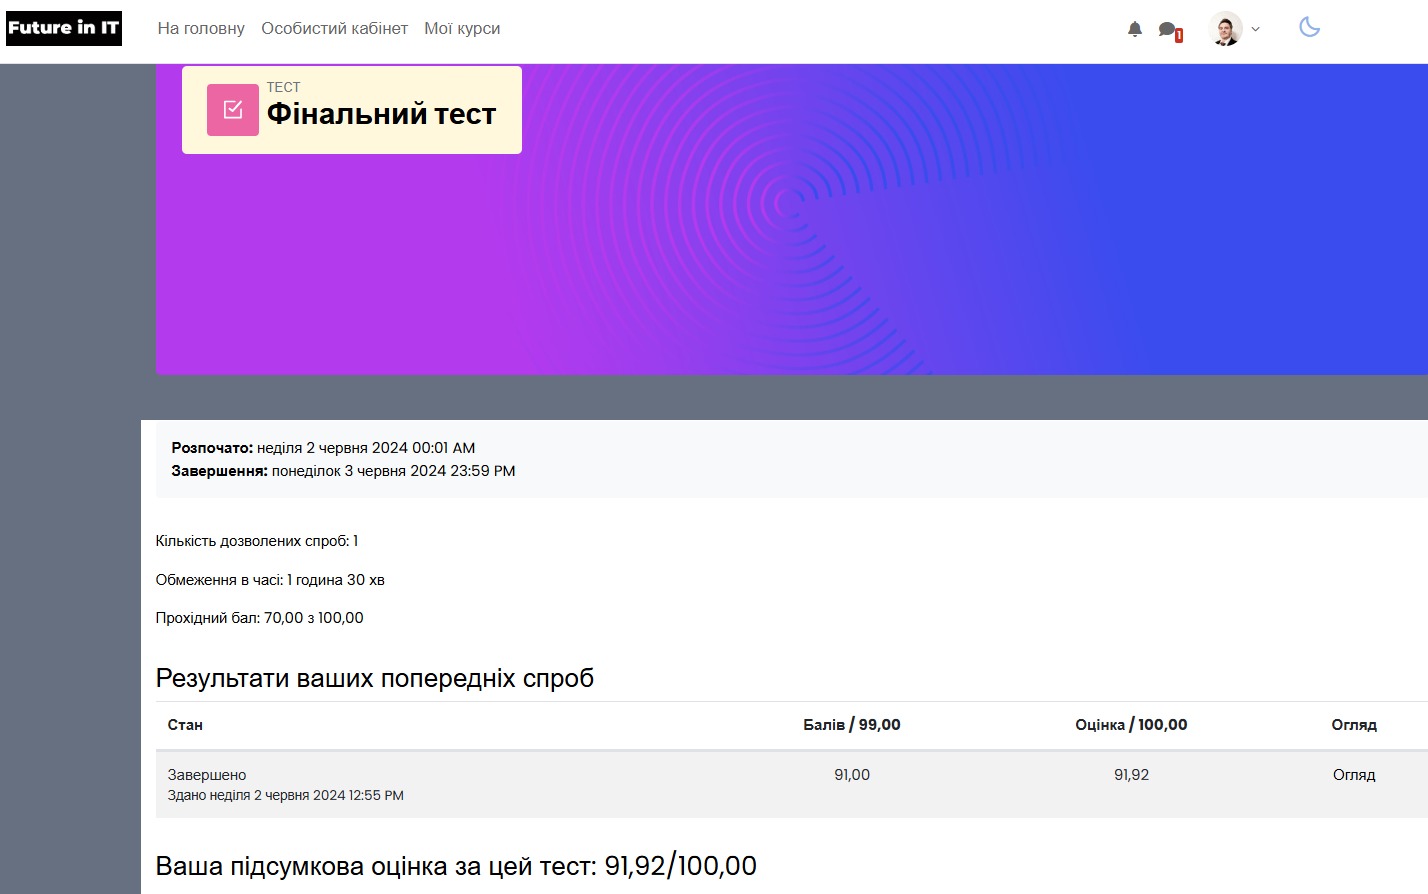 Future in IT
На головну Особистий кабінет Мої курси
1
ТЕСТ
Фінальний тест
Розпочато: неділя 2 червня 2024 00:01 AM
Завершення: понеділок 3 червня 2024 23:59 PM
Кількість дозволених спроб: 1
Обмеження в часі: 1 година 30 хв
Прохідний бал: 70,00 з 100,00
Результати ваших попередніх спроб
Стан Балів / 99,00 Оцінка / 100,00 Огляд
Завершено 91,00 91,92 Огляд
Здано неділя 2 червня 2024 12:55 PM
Ваша підсумкова оцінка за цей тест: 91,92/100,00